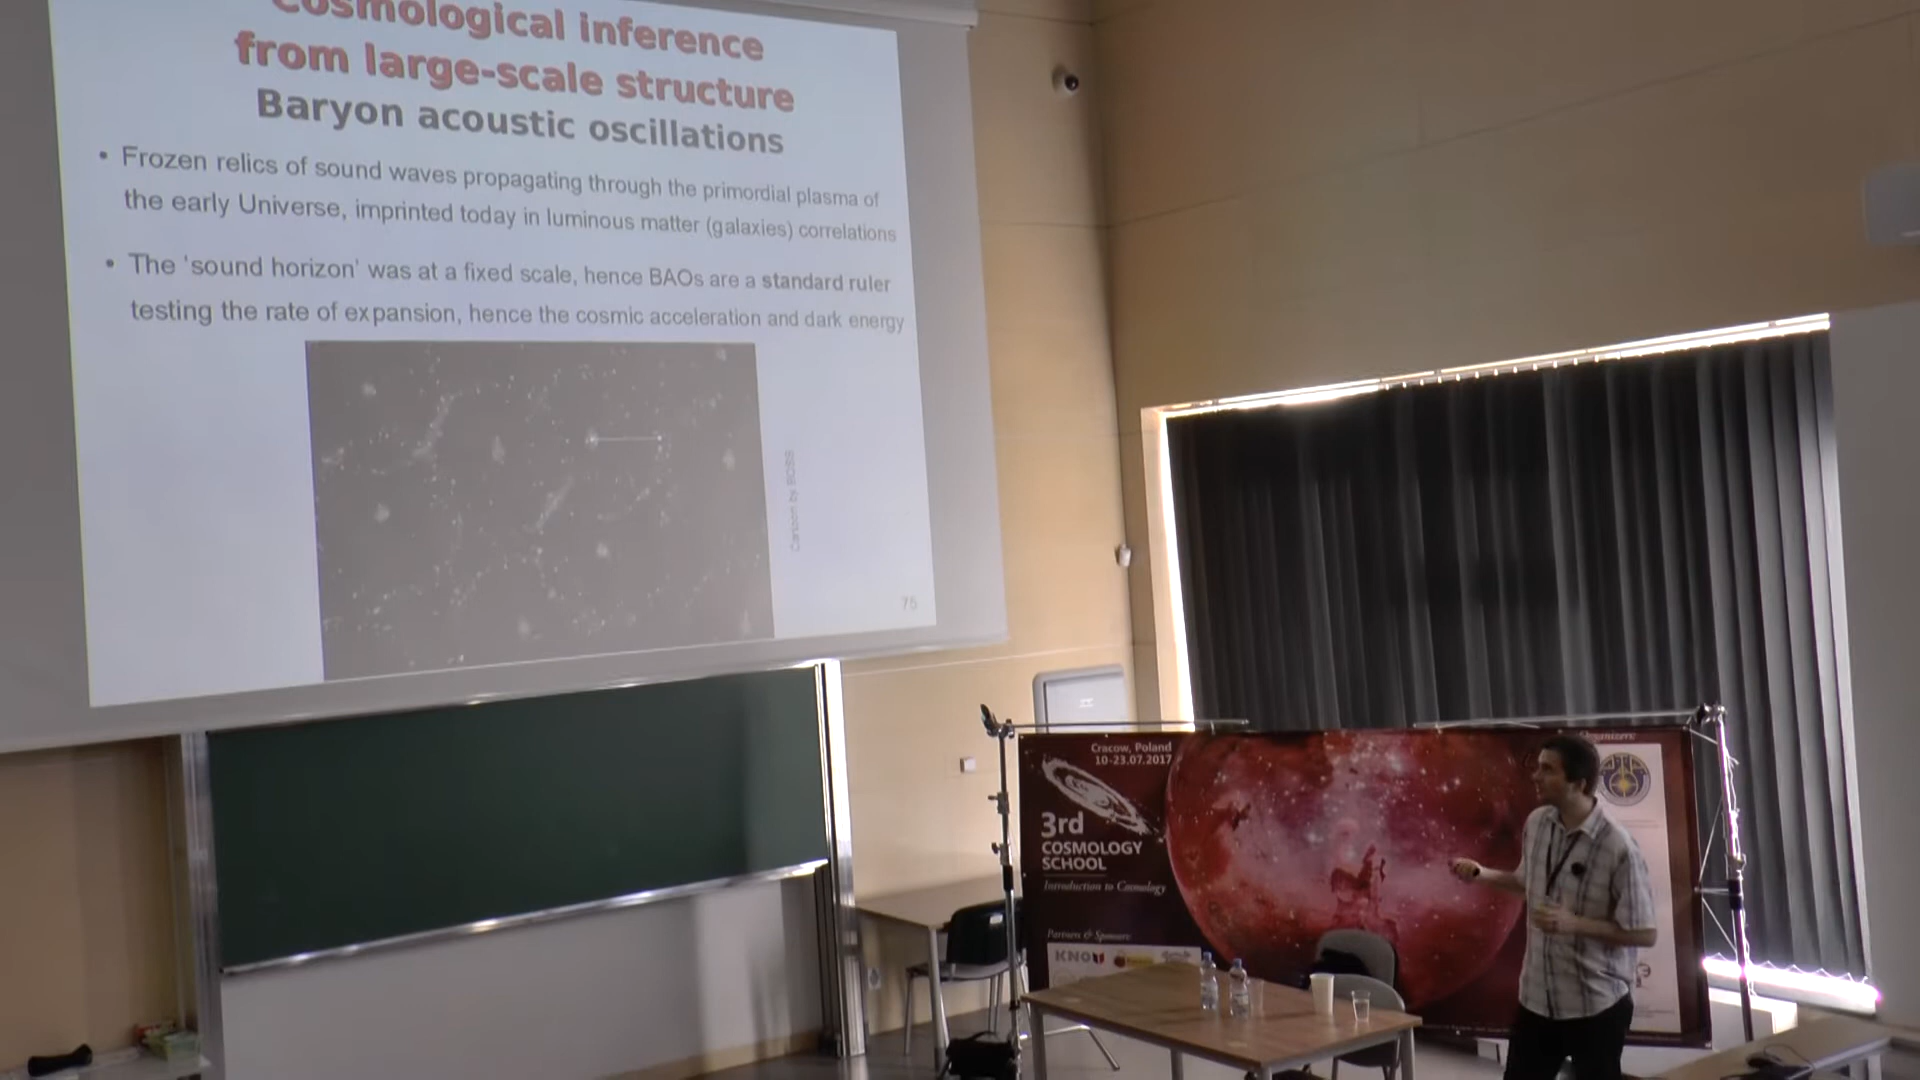 Cosmological inference
from large-scale structure
Baryon acoustic oscillations
• Frozen relics of sound waves propagating through the primordial plasma of
the early Universe, imprinted today in luminous matter (galaxies) correlations
• The 'sound horizon' was at a fixed scale, hence BAOs are a standard ruler
testing the rate of expansion, hence the cosmic acceleration and dark energy
Cartoon by BOSS
75
Cracow, Poland
10-23.07.2017
3rd
COSMOLOGY
SCHOOL
Introduction to Cosmology
Partners & Sponsors
KNOW
Organizers